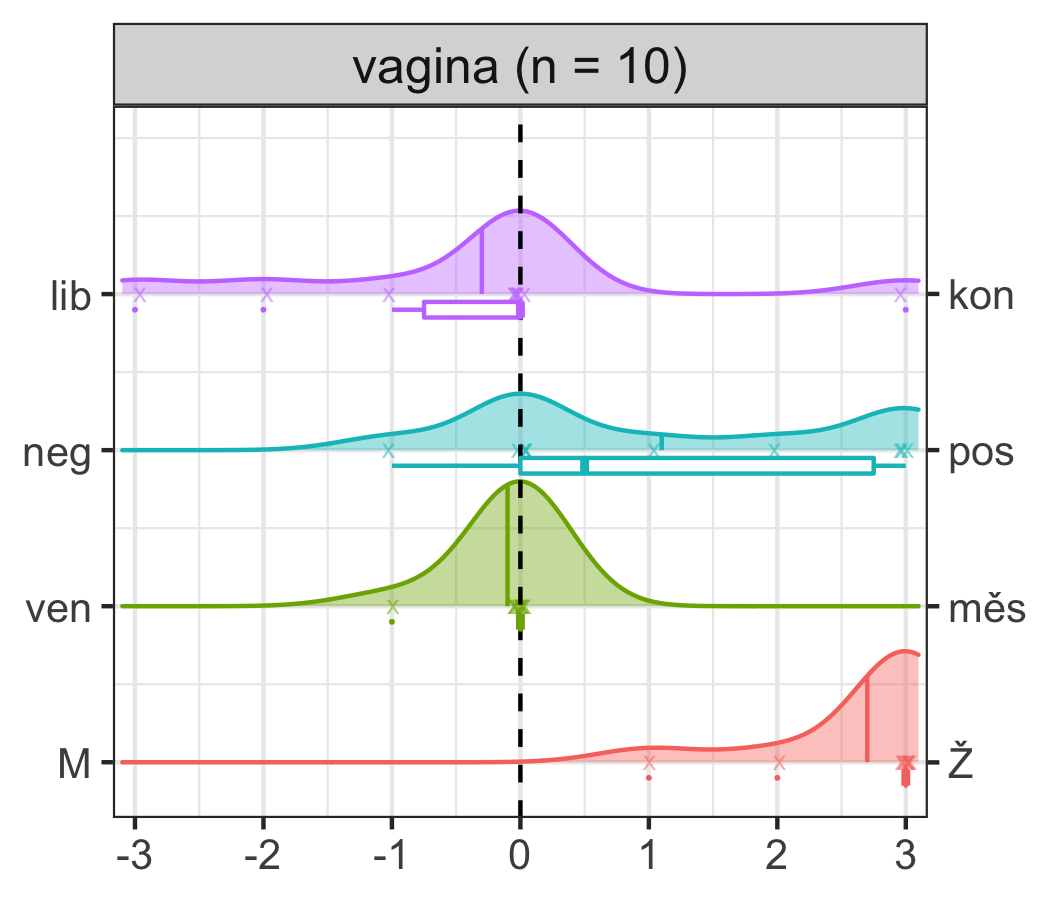 vagina (n = 10)
lib kon
neg pos
ven měs
M Ž
-3 -2 -1 0 1 2 3